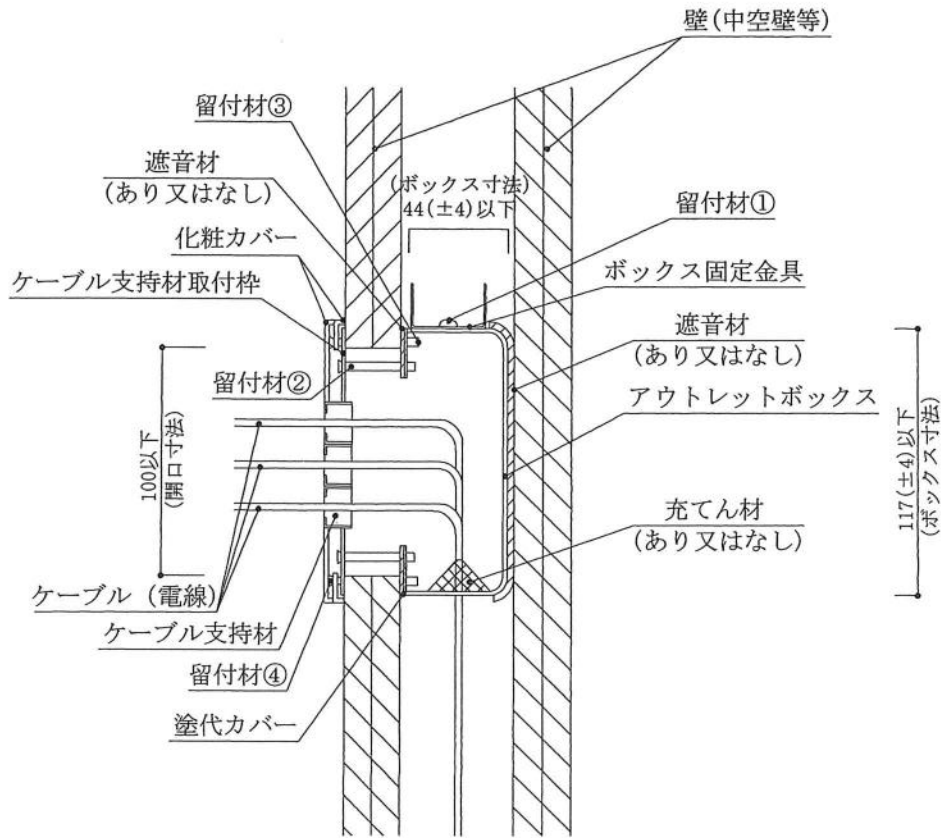 壁(中空壁等)
留付材③
遮音材
(あり又はなし)
(ボックス寸法)
44(±4)以下
留付材①
化粧カバー
ケーブル支持材取付枠
ボックス固定金具
遮音材
(あり又はなし)
留付材②
アウトレットボックス
100以下
(開口寸法)
117(±4)以下
(ボックス寸法)
充てん材
(あり又はなし)
ケーブル(電線)
ケーブル支持材
留付材④
塗代カバー